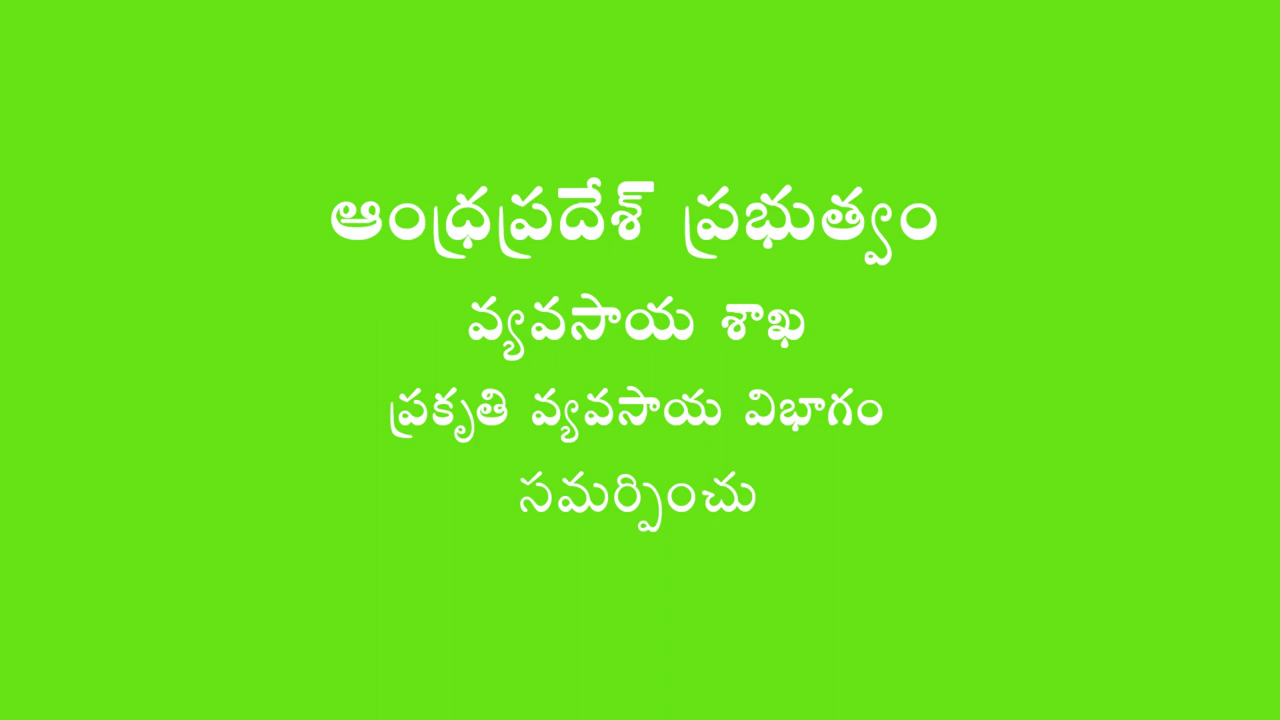 ఆంధ్రప్రదేశ్ ప్రభుత్వం
వ్యవసాయ శాఖ
ప్రకృతి వ్యవసాయ విభాగం
సమర్పించు